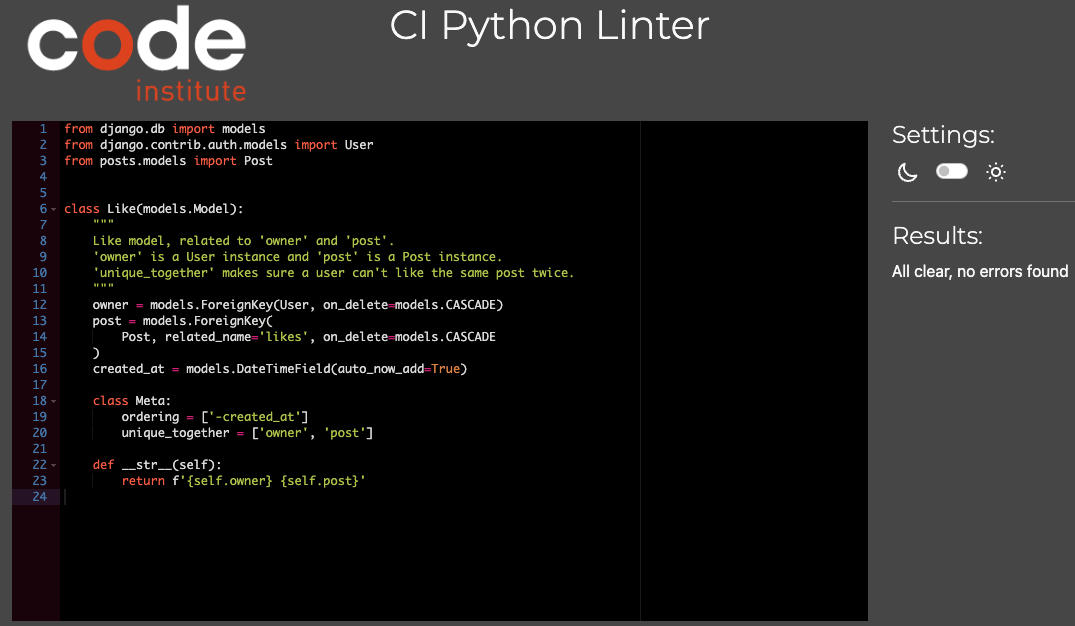 code
institute
CI Python Linter
1 from django.db import models
2 from django.contrib.auth.models import User
3 from posts.models import Post
4
5
6 class Like(models.Model):
7     """
8     Like model, related to 'owner' and 'post'.
9     'owner' is a User instance and 'post' is a Post instance.
10     'unique_together' makes sure a user can't like the same post twice.
11     """
12     owner = models.ForeignKey(User, on_delete=models.CASCADE)
13     post = models.ForeignKey(
14         Post, related_name='likes', on_delete=models.CASCADE
15     )
16     created_at = models.DateTimeField(auto_now_add=True)
17
18     class Meta:
19         ordering = ['-created_at']
20         unique_together = ['owner', 'post']
21
22     def __str__(self):
23         return f'{self.owner} {self.post}'
24
Settings:
Results:
All clear, no errors found